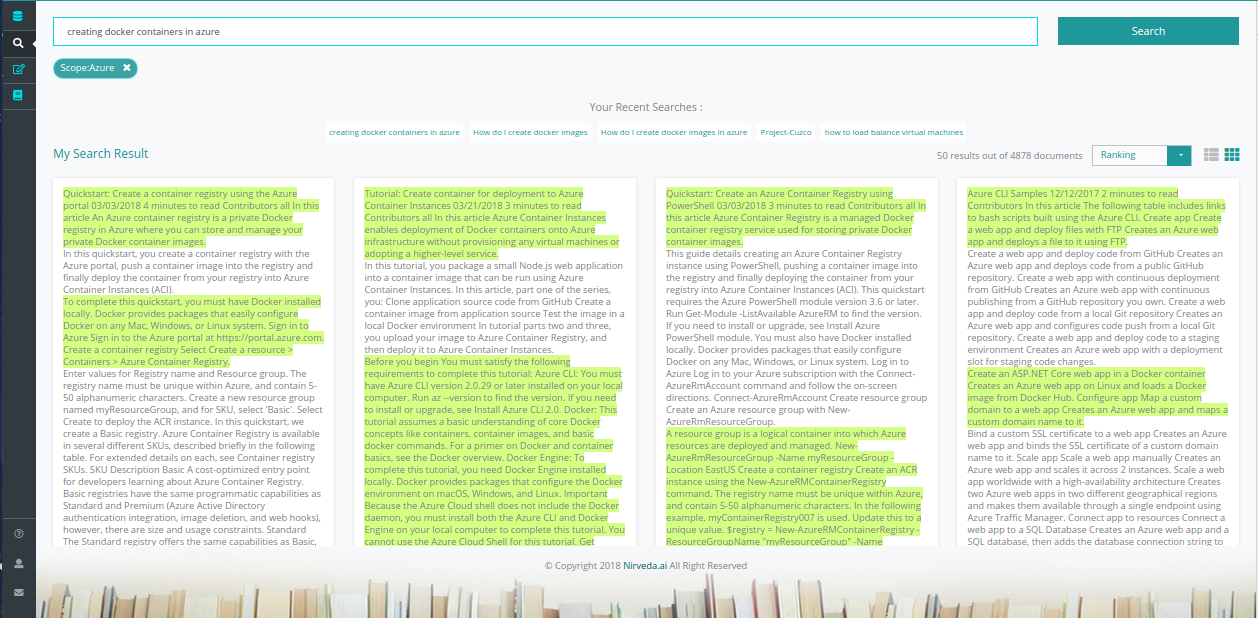 creating docker containers in azure
Search
Scope:Azure ✖
Your Recent Searches :
creating docker containers in azure
How do I create docker images
How do I create docker images in azure
Project-Cuzco
how to load balance virtual machines
My Search Result
50 results out of 4878 documents
Ranking
Quickstart: Create a container registry using the Azure
portal 03/03/2018 4 minutes to read Contributors all In this
article An Azure container registry is a private Docker
registry in Azure where you can store and manage your
private Docker container images.
In this quickstart, you create a container registry with the
Azure portal, push a container image into the registry and
finally deploy the container from your registry into Azure
Container Instances (ACI).
To complete this quickstart, you must have Docker installed
locally. Docker provides packages that easily configure
Docker on any Mac, Windows, or Linux system. Sign in to
Azure Sign in to the Azure portal at https://portal.azure.com.
Create a container registry Select Create a resource >
Containers > Azure Container Registry.
Enter values for Registry name and Resource group. The
registry name must be unique within Azure, and contain 5-
50 alphanumeric characters. Create a new resource group
named myResourceGroup, and for SKU, select 'Basic'. Select
Create to deploy the ACR instance. In this quickstart, we
create a Basic registry. Azure Container Registry is available
in several different SKUs, described briefly in the following
table. For extended details on each, see Container registry
SKUs. SKU Description Basic A cost-optimized entry point
for developers learning about Azure Container Registry.
Basic registries have the same programmatic capabilities as
Standard and Premium (Azure Active Directory
authentication integration, image deletion, and web hooks),
however, there are size and usage constraints. Standard
The Standard registry offers the same capabilities as Basic,
Tutorial: Create container for deployment to Azure
Container Instances 03/21/2018 3 minutes to read
Contributors all In this article Azure Container Instances
enables deployment of Docker containers onto Azure
infrastructure without provisioning any virtual machines or
adopting a higher-level service.
In this tutorial, you package a small Node.js web application
into a container image that can be run using Azure
Container Instances. In this article, part one of the series,
you: Clone application source code from GitHub Create a
container image from application source Test the image in a
local Docker environment In tutorial parts two and three,
you upload your image to Azure Container Registry, and
then deploy it to Azure Container Instances.
Before you begin You must satisfy the following
requirements to complete this tutorial: Azure CLI: You must
have Azure CLI version 2.0.29 or later installed on your local
computer. Run az --version to find the version. If you need
to install or upgrade, see Install Azure CLI 2.0. Docker: This
tutorial assumes a basic understanding of core Docker
concepts like containers, container images, and basic
docker commands. For a primer on Docker and container
basics, see the Docker overview. Docker Engine: To
complete this tutorial, you need Docker Engine installed
locally. Docker provides packages that configure the Docker
environment on macOS, Windows, and Linux. Important
Because the Azure Cloud shell does not include the Docker
daemon, you must install both the Azure CLI and Docker
Engine on your local computer to complete this tutorial. You
cannot use the Azure Cloud Shell for this tutorial. Get
Quickstart: Create an Azure Container Registry using
PowerShell 03/03/2018 3 minutes to read Contributors all In
this article Azure Container Registry is a managed Docker
container registry service used for storing private Docker
container images.
This guide details creating an Azure Container Registry
instance using PowerShell, pushing a container image into
the registry and finally deploying the container from your
registry into Azure Container Instances (ACI). This quickstart
requires the Azure PowerShell module version 3.6 or later.
Run Get-Module -ListAvailable AzureRM to find the version.
If you need to install or upgrade, see Install Azure
PowerShell module. You must also have Docker installed
locally. Docker provides packages that easily configure
Docker on any Mac, Windows, or Linux system. Log in to
Azure Log in to your Azure subscription with the Connect-
AzureRmAccount command and follow the on-screen
directions. Connect-AzureRmAccount Create resource group
Create an Azure resource group with New-
AzureRmResourceGroup.
A resource group is a logical container into which Azure
resources are deployed and managed. New-
AzureRmResourceGroup -Name myResourceGroup -
Location EastUS Create a container registry Create an ACR
instance using the New-AzureRMContainerRegistry
command. The registry name must be unique within Azure,
and contain 5-50 alphanumeric characters. In the following
example, myContainerRegistry007 is used. Update this to a
unique value. $registry = New-AzureRMContainerRegistry -
ResourceGroupName "myResourceGroup" -Name
Azure CLI Samples 12/12/2017 2 minutes to read
Contributors In this article The following table includes links
to bash scripts built using the Azure CLI. Create app Create
a web app and deploy files with FTP Creates an Azure web
app and deploys a file to it using FTP.
Create a web app and deploy code from GitHub Creates an
Azure web app and deploys code from a public GitHub
repository. Create a web app with continuous deployment
from GitHub Creates an Azure web app with continuous
publishing from a GitHub repository you own. Create a web
app and deploy code from a local Git repository Creates an
Azure web app and configures code push from a local Git
repository. Create a web app and deploy code to a staging
environment Creates an Azure web app with a deployment
slot for staging code changes.
Create an ASP.NET Core web app in a Docker container
Creates an Azure web app on Linux and loads a Docker
image from Docker Hub. Configure app Map a custom
domain to a web app Creates an Azure web app and maps a
custom domain name to it.
Bind a custom SSL certificate to a web app Creates an Azure
web app and binds the SSL certificate of a custom domain
name to it. Scale app Scale a web app manually Creates an
Azure web app and scales it across 2 instances. Scale a web
app worldwide with a high-availability architecture Creates
two Azure web apps in two different geographical regions
and makes them available through a single endpoint using
Azure Traffic Manager. Connect app to resources Connect a
web app to a SQL Database Creates an Azure web app and a
SQL database, then adds the database connection string to
© Copyright 2018 Nirveda.ai All Right Reserved